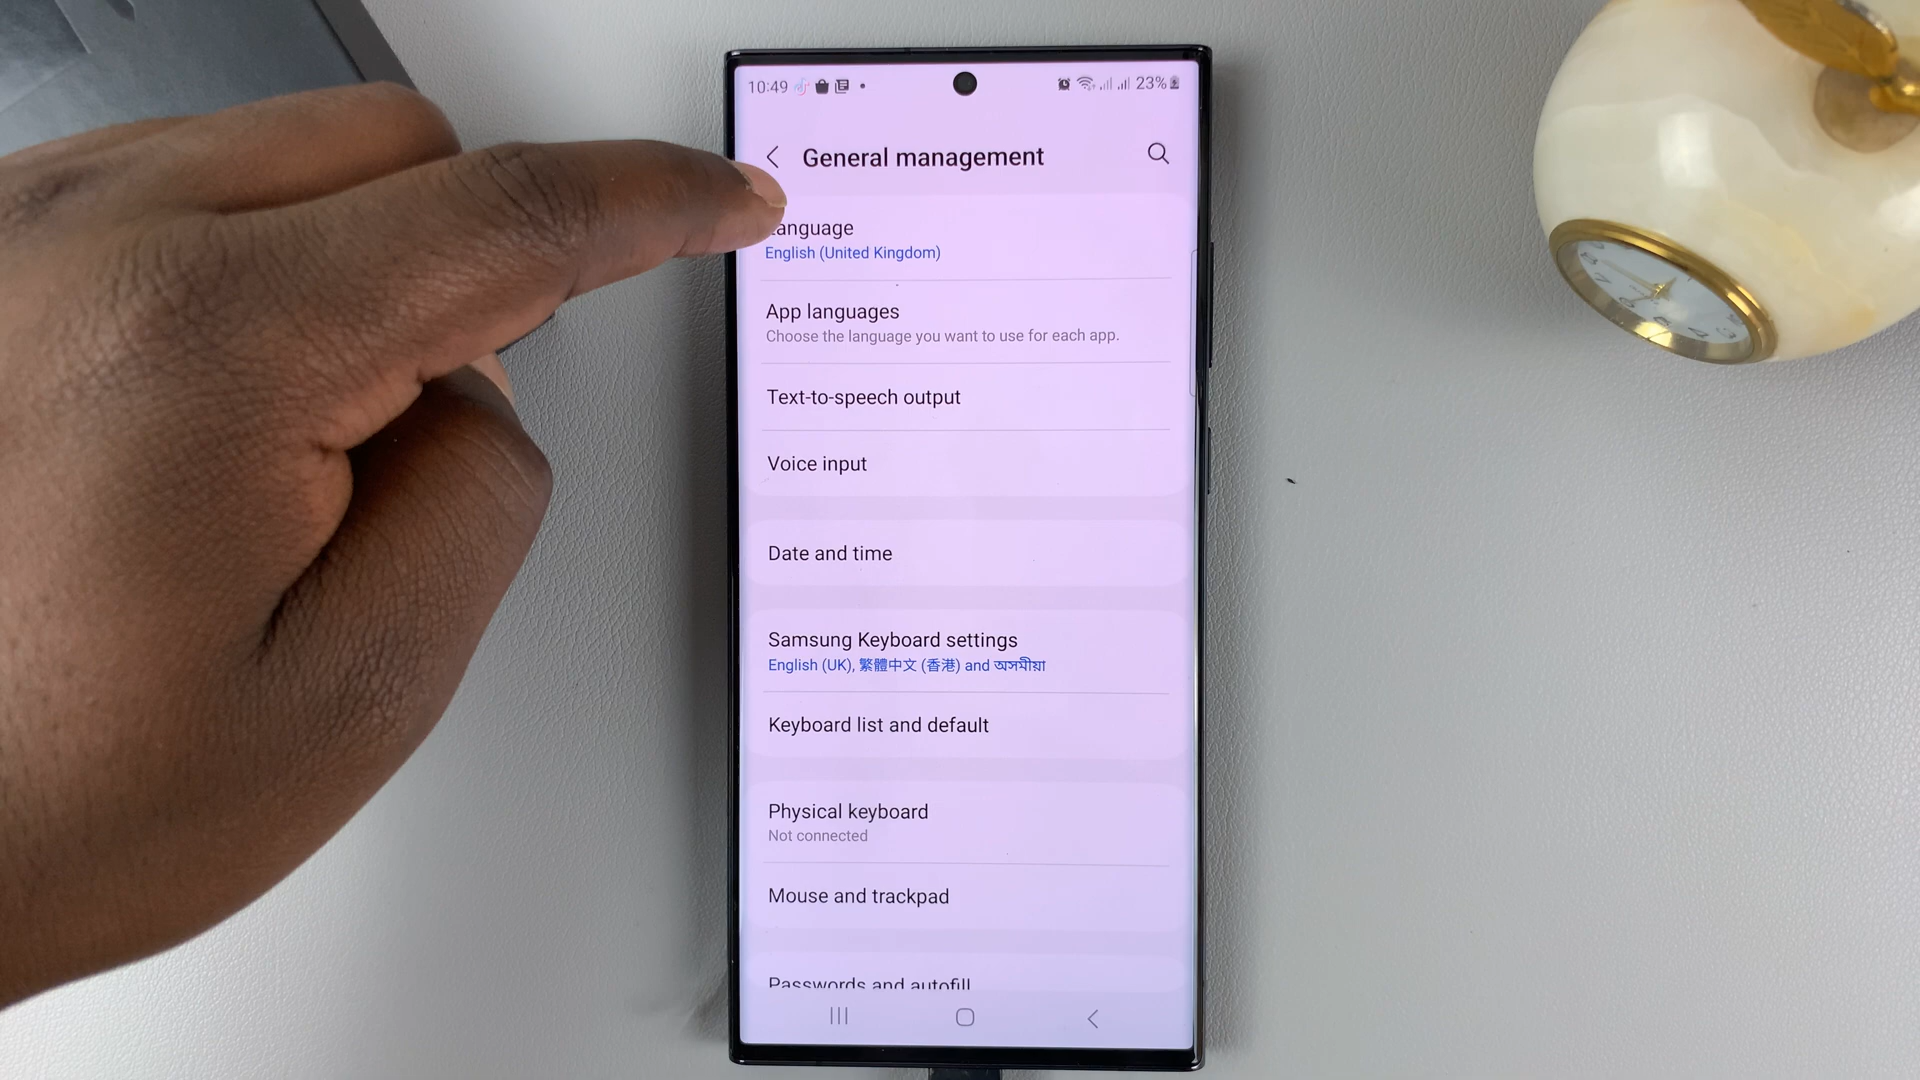 10:49
23%
General management
Language
English (United Kingdom)
App languages
Choose the language you want to use for each app.
Text-to-speech output
Voice input
Date and time
Samsung Keyboard settings
English (UK), 繁體中文 (香港) and অসমীয়া
Keyboard list and default
Physical keyboard
Not connected
Mouse and trackpad
Passwords and autofill